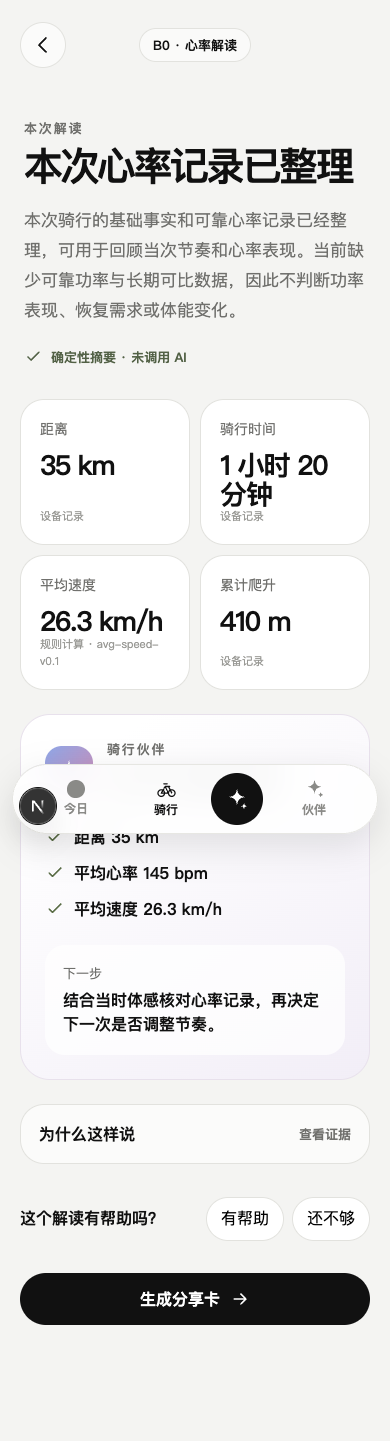 B0 · 心率解读
本次解读
本次心率记录已整理
本次骑行的基础事实和可靠心率记录已经整
理，可用于回顾当次节奏和心率表现。当前缺
少可靠功率与长期可比数据，因此不判断功率
表现、恢复需求或体能变化。
确定性摘要 · 未调用 AI
距离
35 km
设备记录
骑行时间
1 小时 20
分钟
设备记录
平均速度
26.3 km/h
规则计算 · avg-speed-
v0.1
累计爬升
410 m
设备记录
骑行伙伴
N
今日
骑行
伙伴
距离 35 km
平均心率 145 bpm
平均速度 26.3 km/h
下一步
结合当时体感核对心率记录，再决定
下一次是否调整节奏。
为什么这样说
查看证据
这个解读有帮助吗？
有帮助
还不够
生成分享卡